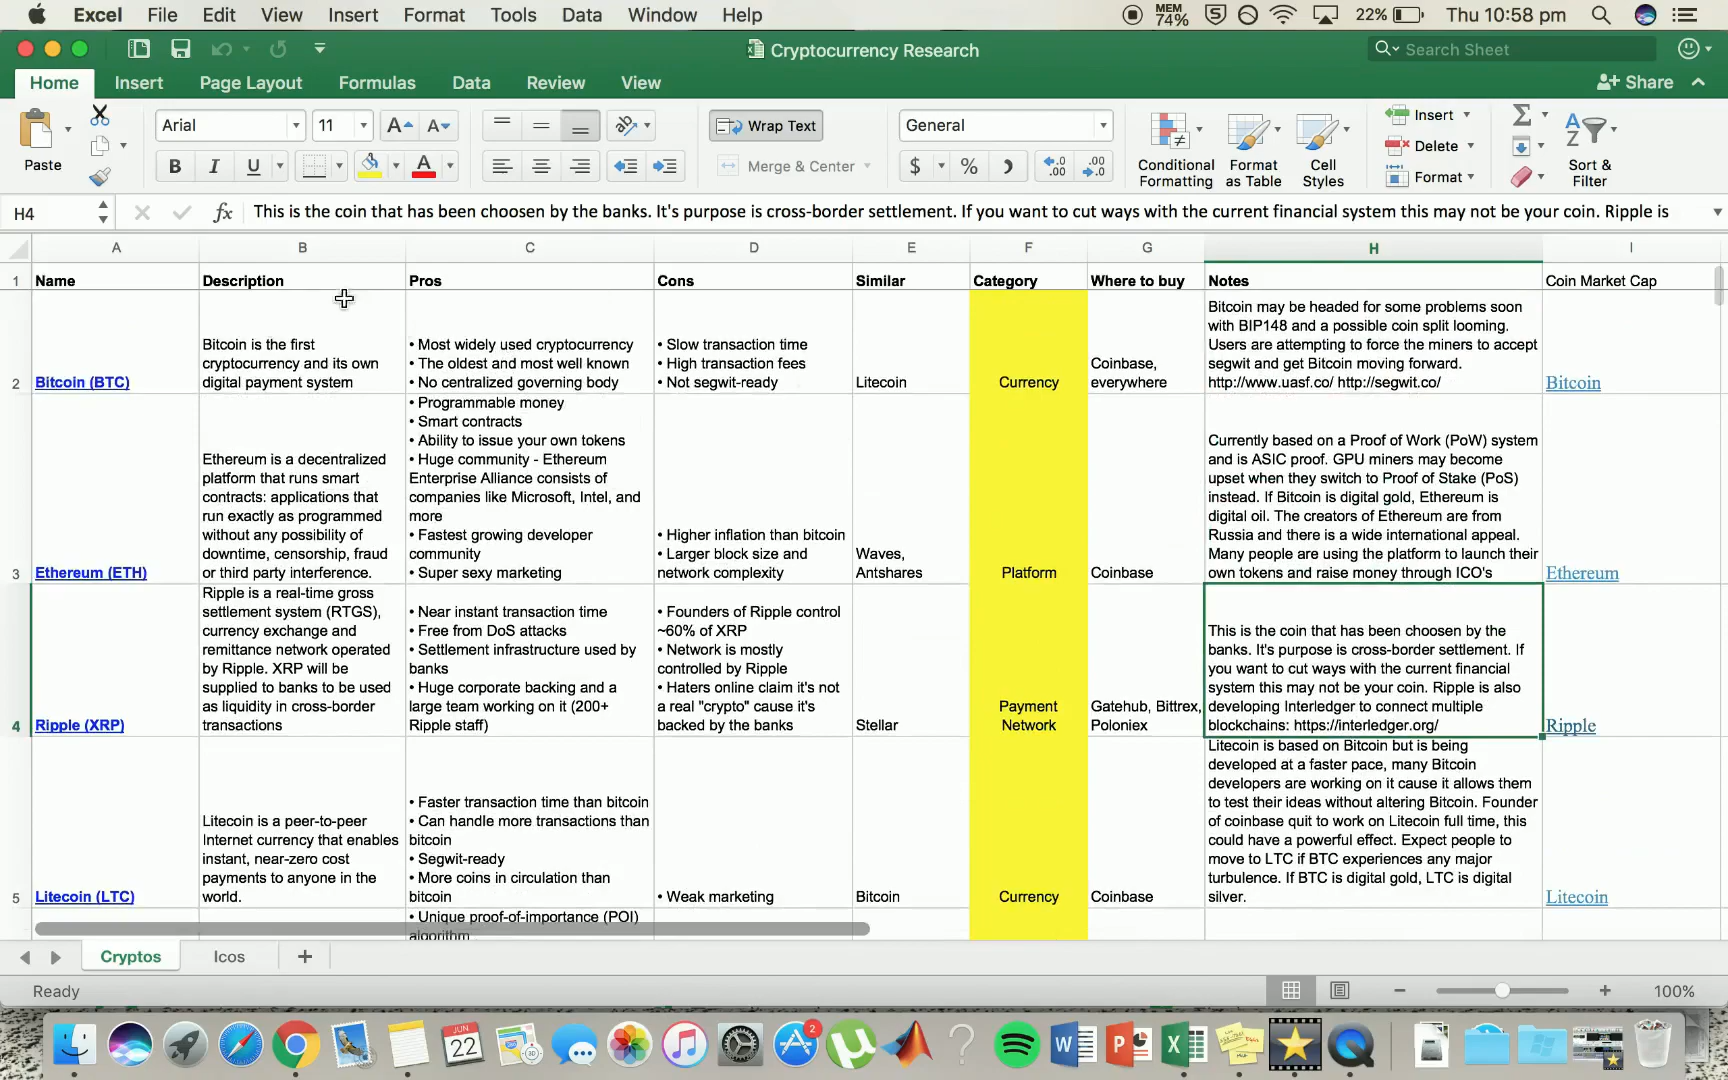 Excel File Edit View Insert Format Tools Data Window Help MEM 74% 22% Thu 10:58 pm
Cryptocurrency Research Search Sheet
Home Insert Page Layout Formulas Data Review View Share
Paste Arial 11 Wrap Text General Insert
B I U Merge & Center $ % Delete
Conditional Formatting Format as Table Cell Styles Format Sort & Filter
H4 fx This is the coin that has been choosen by the banks. It's purpose is cross-border settlement. If you want to cut ways with the current financial system this may not be your coin. Ripple is
A B C D E F G H I
1 Name Description Pros Cons Similar Category Where to buy Notes Coin Market Cap
2
Bitcoin (BTC)
Bitcoin is the first
cryptocurrency and its own
digital payment system
• Most widely used cryptocurrency
• The oldest and most well known
• No centralized governing body
• Slow transaction time
• High transaction fees
• Not segwit-ready
Litecoin
Currency
Coinbase,
everywhere
Bitcoin may be headed for some problems soon
with BIP148 and a possible coin split looming.
Users are attempting to force the miners to accept
segwit and get Bitcoin moving forward.
http://www.uasf.co/ http://segwit.co/
Bitcoin
3
Ethereum (ETH)
Ethereum is a decentralized
platform that runs smart
contracts: applications that
run exactly as programmed
without any possibility of
downtime, censorship, fraud
or third party interference.
• Programmable money
• Smart contracts
• Ability to issue your own tokens
• Huge community - Ethereum
Enterprise Alliance consists of
companies like Microsoft, Intel, and
more
• Fastest growing developer
community
• Super sexy marketing
• Higher inflation than bitcoin
• Larger block size and
network complexity
Waves,
Antshares
Platform
Coinbase
Currently based on a Proof of Work (PoW) system
and is ASIC proof. GPU miners may become
upset when they switch to Proof of Stake (PoS)
instead. If Bitcoin is digital gold, Ethereum is
digital oil. The creators of Ethereum are from
Russia and there is a wide international appeal.
Many people are using the platform to launch their
own tokens and raise money through ICO's
Ethereum
4
Ripple (XRP)
Ripple is a real-time gross
settlement system (RTGS),
currency exchange and
remittance network operated
by Ripple. XRP will be
supplied to banks to be used
as liquidity in cross-border
transactions
• Near instant transaction time
• Free from DoS attacks
• Settlement infrastructure used by
banks
• Huge corporate backing and a
large team working on it (200+
Ripple staff)
• Founders of Ripple control
~60% of XRP
• Network is mostly
controlled by Ripple
• Haters online claim it's not
a real "crypto" cause it's
backed by the banks
Stellar
Payment
Network
Gatehub, Bittrex,
Poloniex
This is the coin that has been choosen by the
banks. It's purpose is cross-border settlement. If
you want to cut ways with the current financial
system this may not be your coin. Ripple is also
developing Interledger to connect multiple
blockchains: https://interledger.org/
Ripple
5
Litecoin (LTC)
Litecoin is a peer-to-peer
Internet currency that enables
instant, near-zero cost
payments to anyone in the
world.
• Faster transaction time than bitcoin
• Can handle more transactions than
bitcoin
• Segwit-ready
• More coins in circulation than
bitcoin
• Weak marketing
Bitcoin
Currency
Coinbase
Litecoin is based on Bitcoin but is being
developed at a faster pace, many Bitcoin
developers are working on it cause it allows them
to test their ideas without altering Bitcoin. Founder
of coinbase quit to work on Litecoin full time, this
could have a powerful effect. Expect people to
move to LTC if BTC experiences any major
turbulence. If BTC is digital gold, LTC is digital
silver.
Litecoin
• Unique proof-of-importance (POI)
algorithm
Cryptos Icos +
Ready 100%
JUN 22 2 W P X